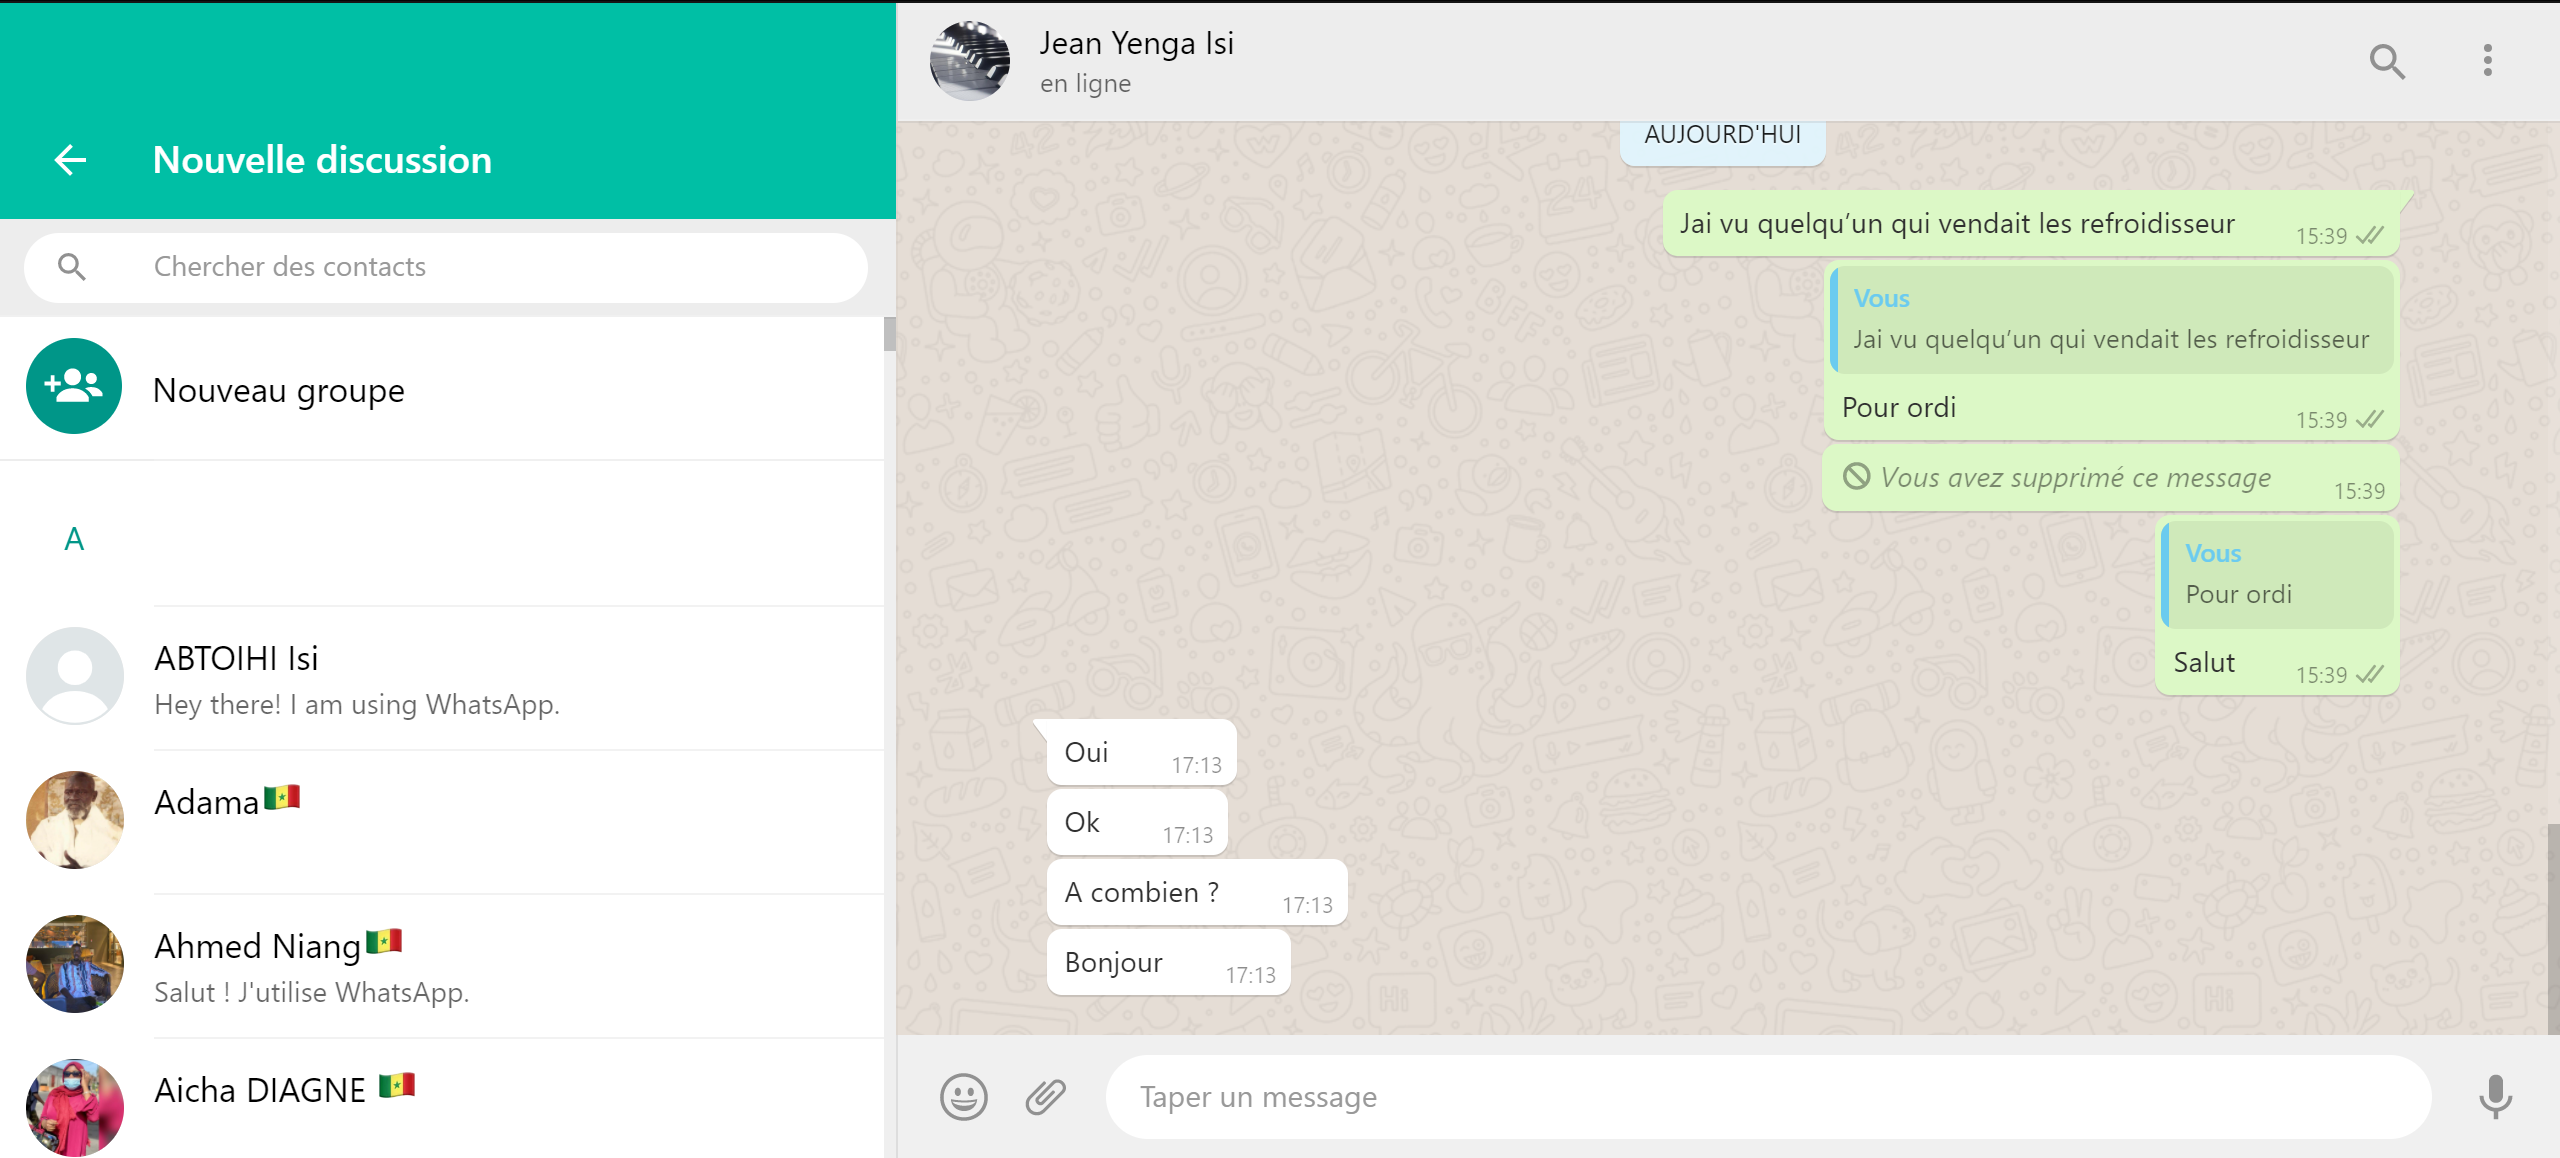 Nouvelle discussion
Chercher des contacts
Nouveau groupe
A
ABTOIHI Isi
Hey there! I am using WhatsApp.
Adama🇸🇳
Ahmed Niang🇸🇳
Salut ! J'utilise WhatsApp.
Aicha DIAGNE 🇸🇳
Jean Yenga Isi
en ligne
AUJOURD'HUI
Jai vu quelqu’un qui vendait les refroidisseur 15:39
Vous
Jai vu quelqu’un qui vendait les refroidisseur
Pour ordi 15:39
Vous avez supprimé ce message 15:39
Vous
Pour ordi
Salut 15:39
Oui 17:13
Ok 17:13
A combien ? 17:13
Bonjour 17:13
Taper un message